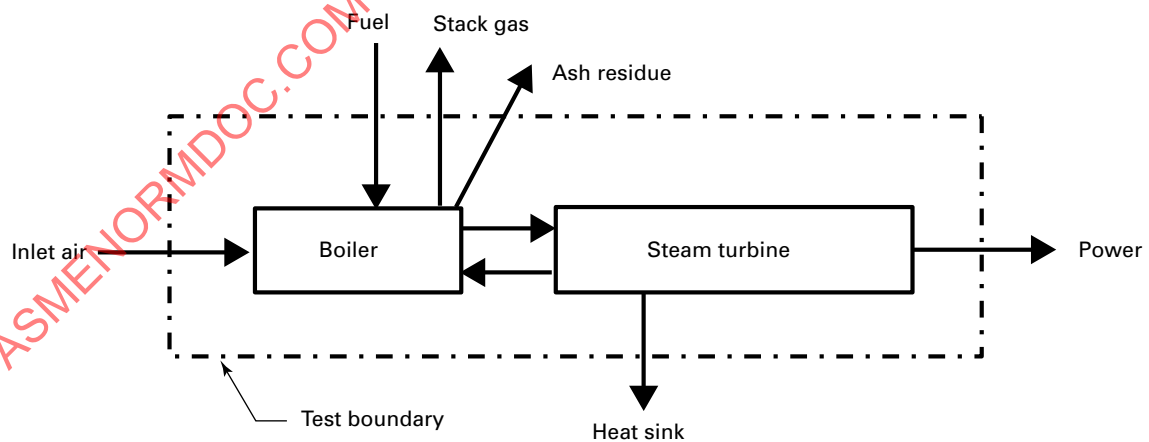 Fuel
Stack gas
Ash residue
Inlet air
Boiler
Steam turbine
Power
Test boundary
Heat sink
ASMENORMDOC.COM